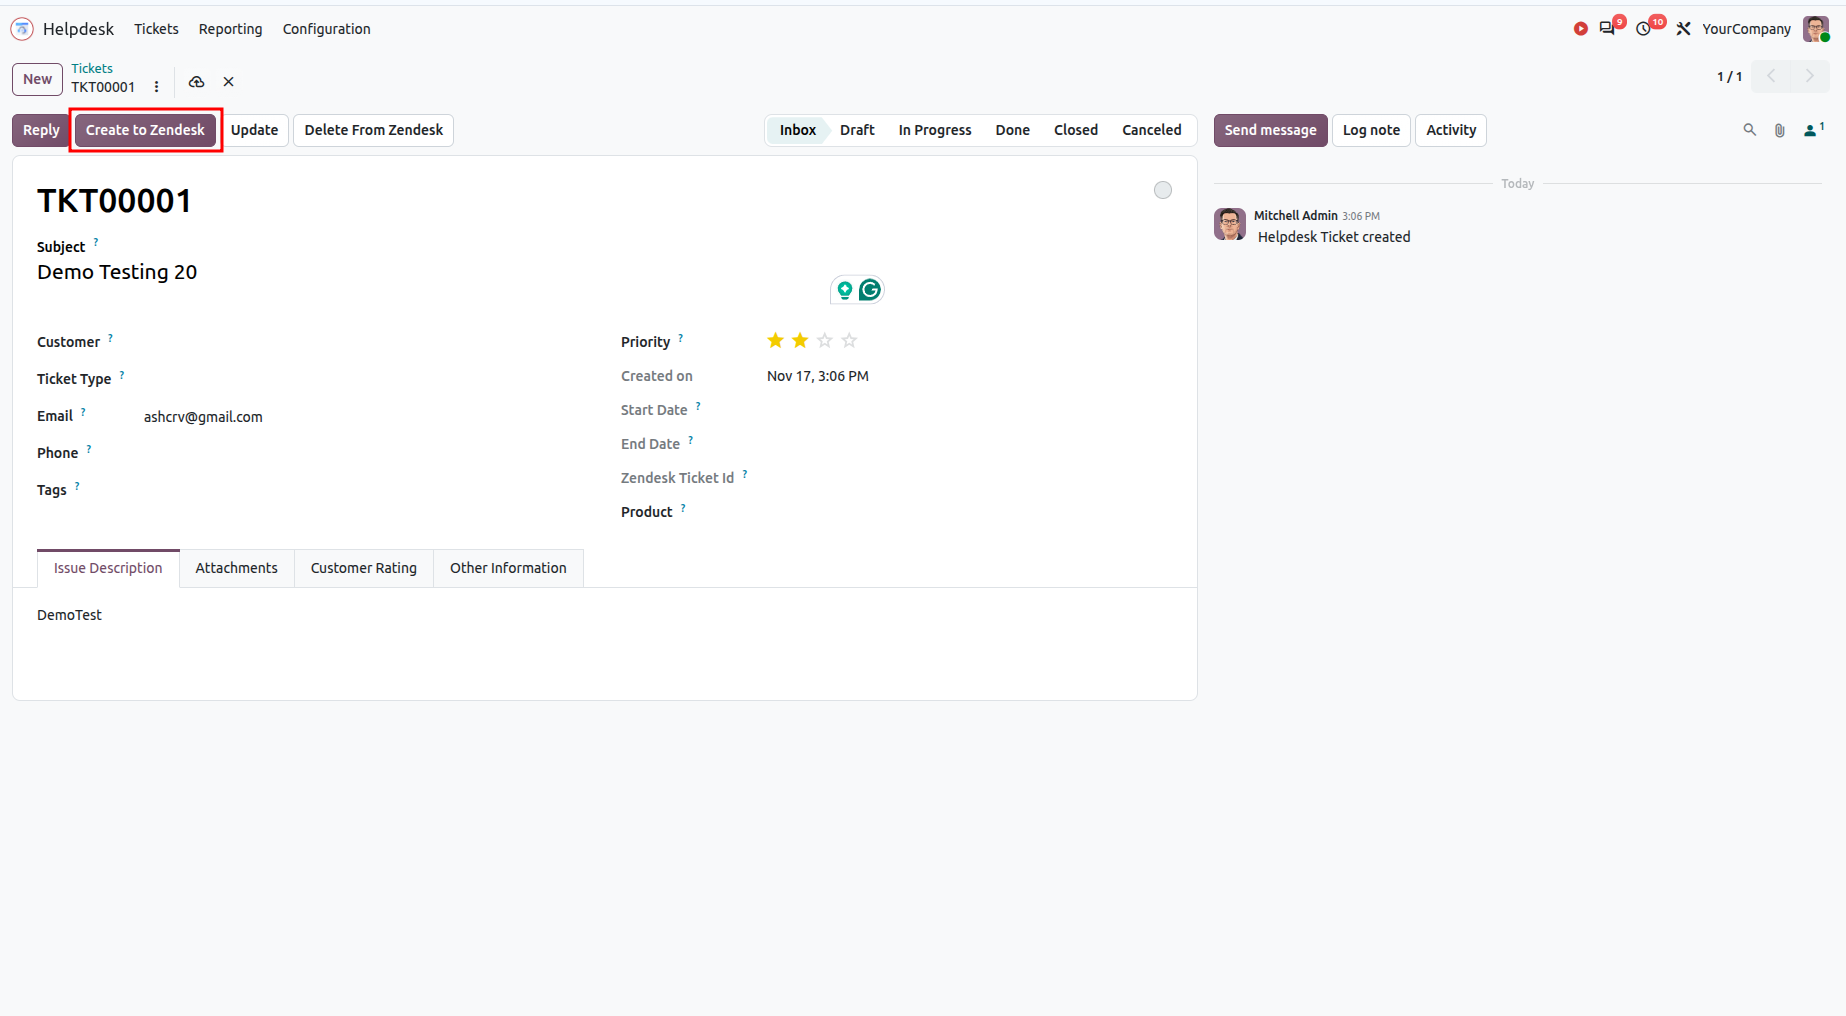 Helpdesk Tickets Reporting Configuration 9 10 YourCompany
New Tickets
TKT00001 1 / 1
Reply Create to Zendesk Update Delete From Zendesk Inbox Draft In Progress Done Closed Canceled Send message Log note Activity 1
TKT00001
Today
Mitchell Admin 3:06 PM
Helpdesk Ticket created
Subject ?
Demo Testing 20
Customer ?
Ticket Type ?
Email ? ashcrv@gmail.com
Phone ?
Tags ?
Priority ?
Created on Nov 17, 3:06 PM
Start Date ?
End Date ?
Zendesk Ticket Id ?
Product ?
Issue Description Attachments Customer Rating Other Information
DemoTest